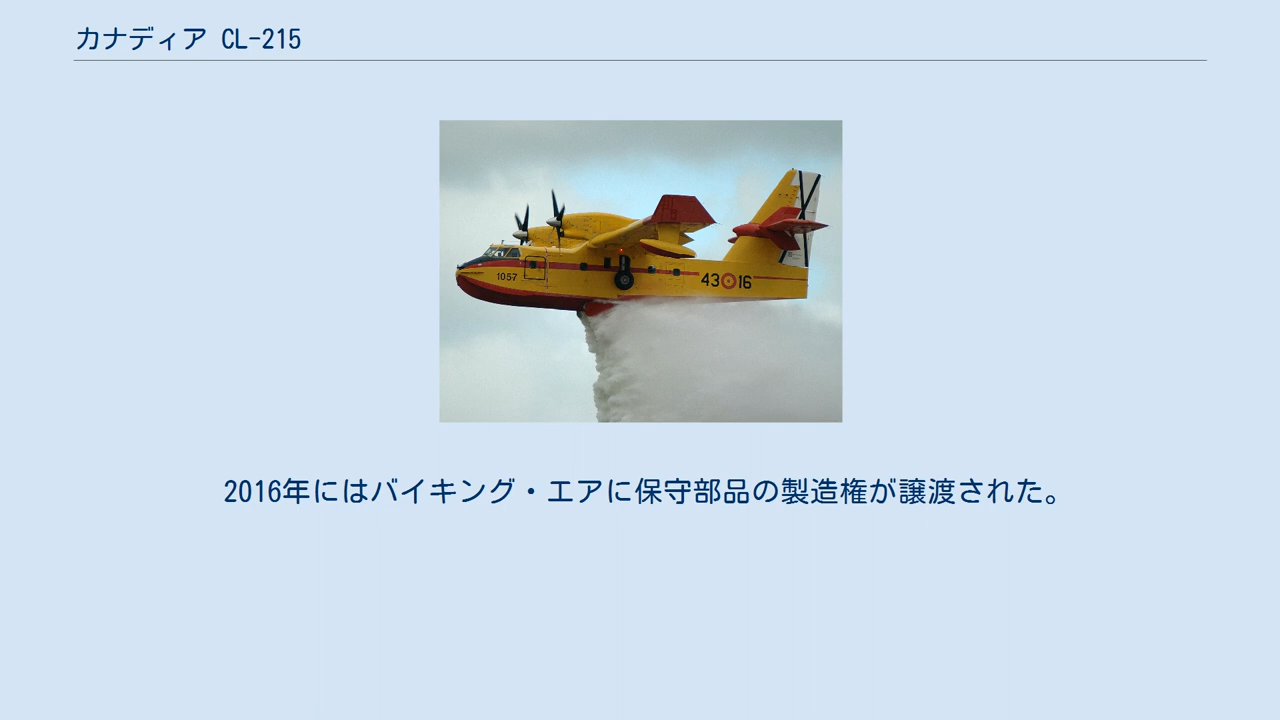 カナディア CL-215
1057
43 16
2016年にはバイキング・エアに保守部品の製造権が譲渡された。